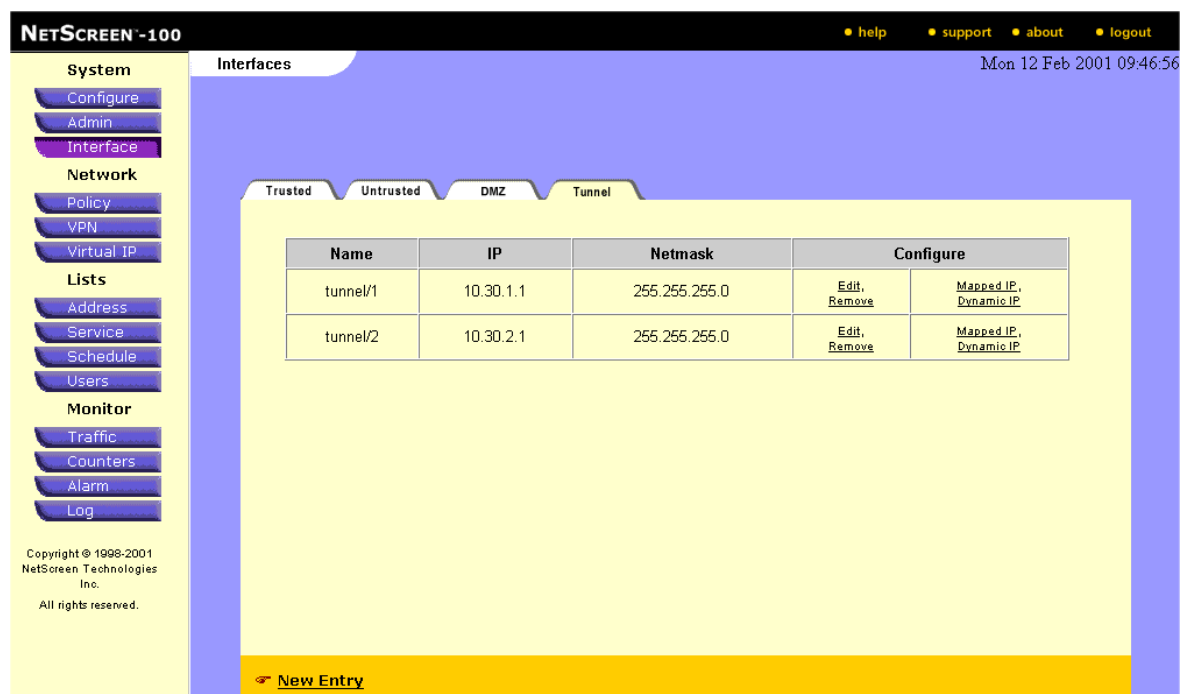 NETSCREEN-100
help support about logout
System
Configure
Admin
Interface
Network
Policy
VPN
Virtual IP
Lists
Address
Service
Schedule
Users
Monitor
Traffic
Counters
Alarm
Log
Copyright © 1998-2001
NetScreen Technologies
Inc.
All rights reserved.
Interfaces
Mon 12 Feb 2001 09:46:56
Trusted Untrusted DMZ Tunnel
Name IP Netmask Configure
tunnel/1 10.30.1.1 255.255.255.0 Edit, Mapped IP,
Remove Dynamic IP
tunnel/2 10.30.2.1 255.255.255.0 Edit, Mapped IP,
Remove Dynamic IP
New Entry